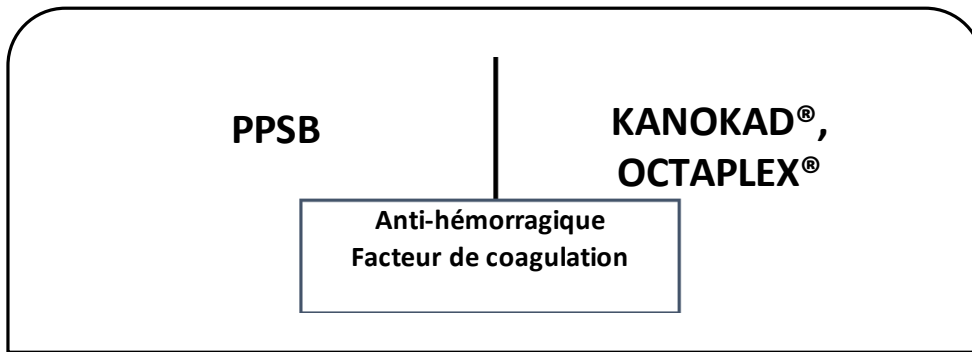 PPSB
KANOKAD®,
OCTAPLEX®
Anti-hémorragique
Facteur de coagulation